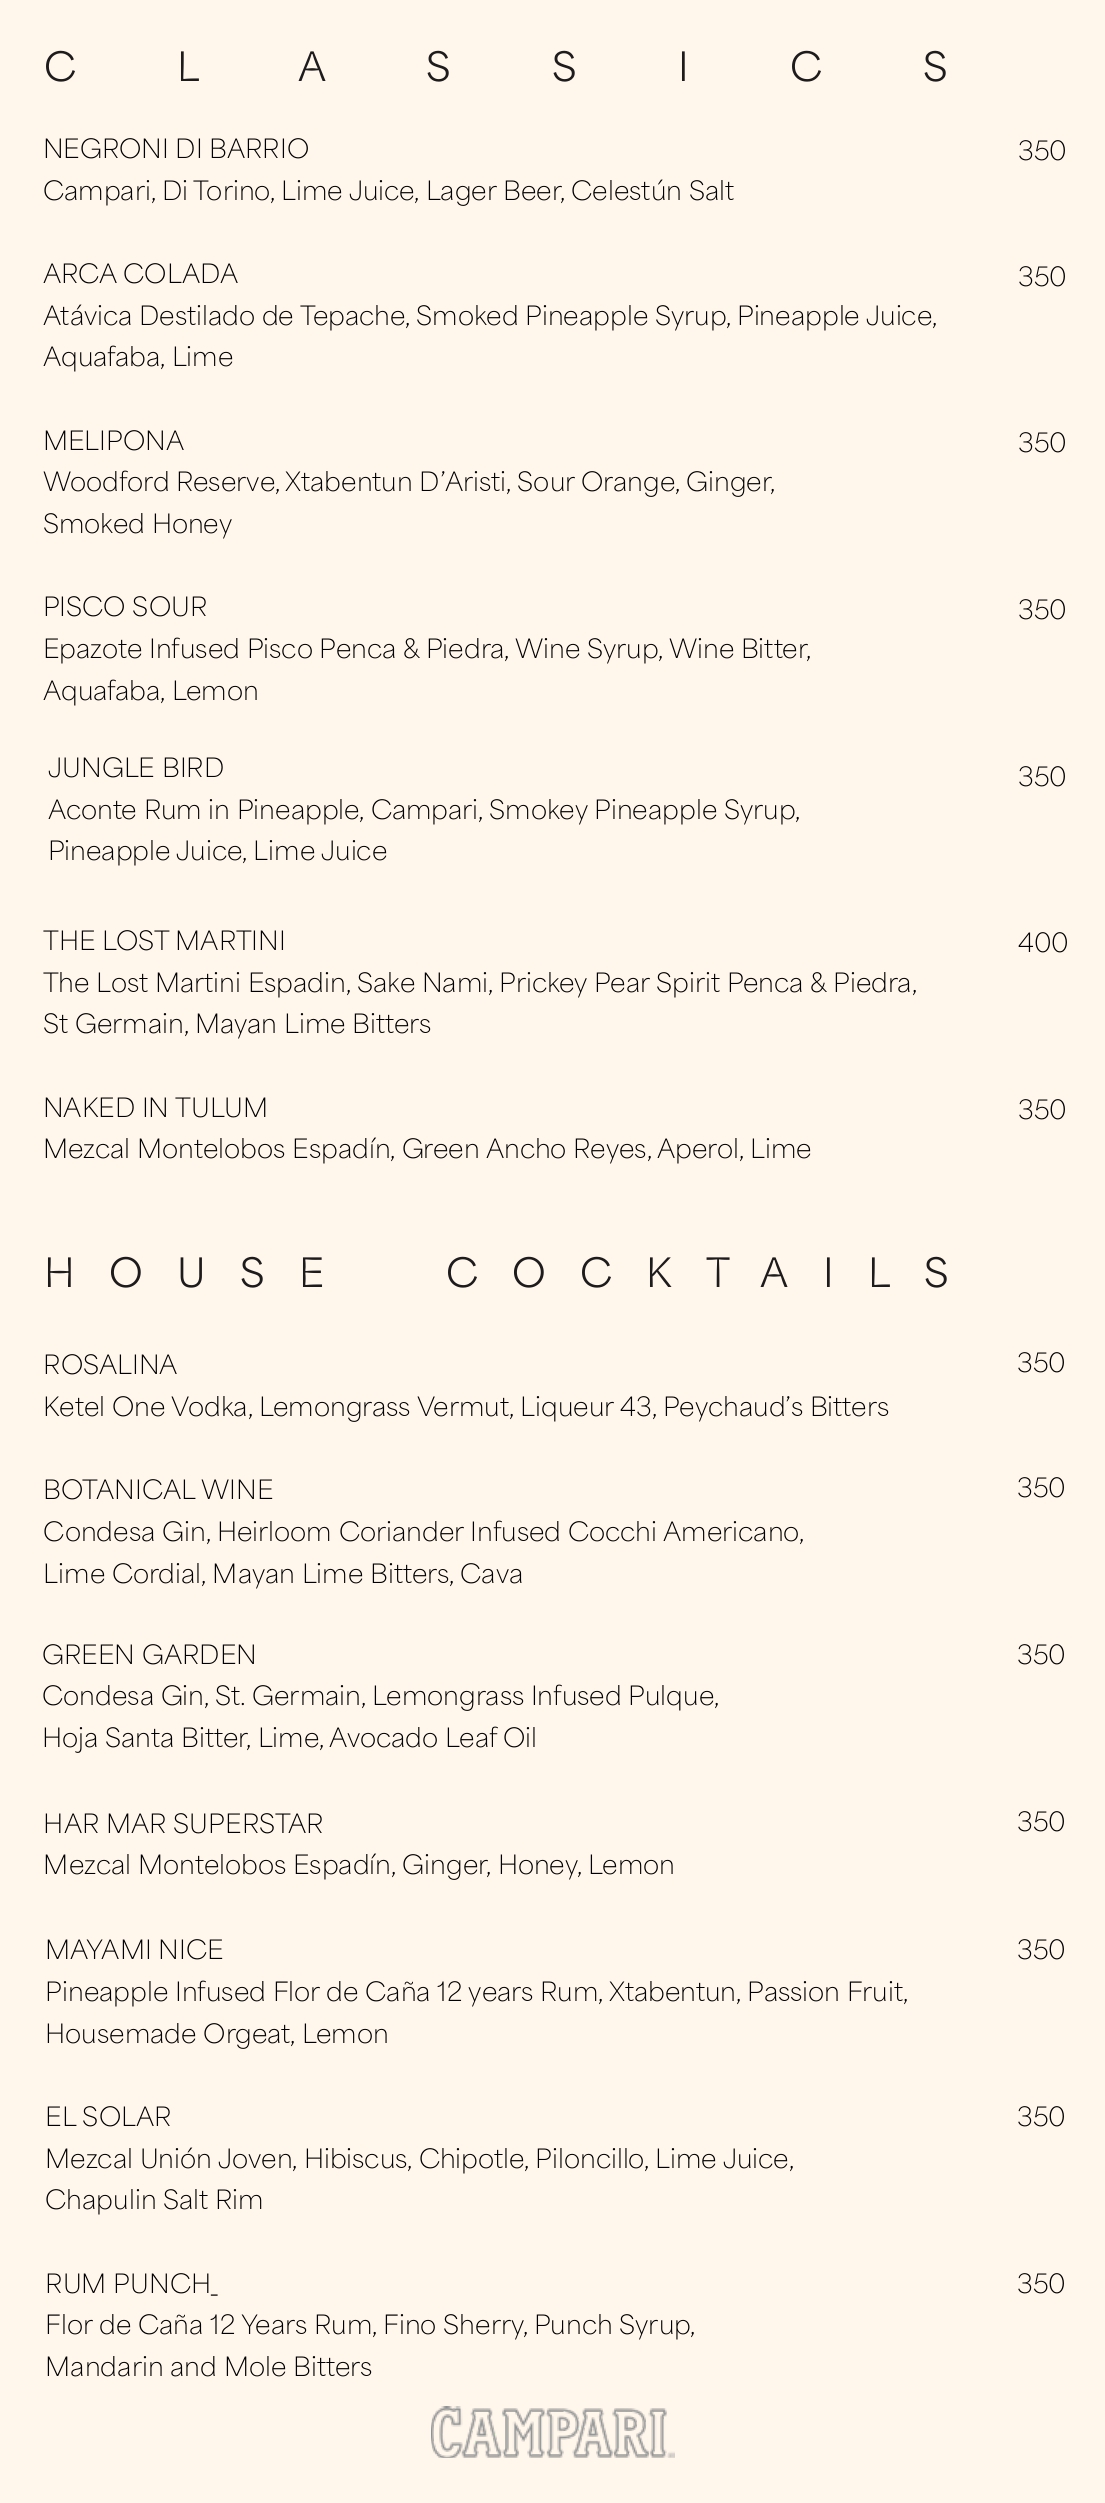 CLASSICS
NEGRONI DI BARRIO 350
Campari, Di Torino, Lime Juice, Lager Beer, Celestún Salt
ARCA COLADA 350
Atávica Destilado de Tepache, Smoked Pineapple Syrup, Pineapple Juice,
Aquafaba, Lime
MELIPONA 350
Woodford Reserve, Xtabentun D’Aristi, Sour Orange, Ginger,
Smoked Honey
PISCO SOUR 350
Epazote Infused Pisco Penca & Piedra, Wine Syrup, Wine Bitter,
Aquafaba, Lemon
JUNGLE BIRD 350
Aconte Rum in Pineapple, Campari, Smokey Pineapple Syrup,
Pineapple Juice, Lime Juice
THE LOST MARTINI 400
The Lost Martini Espadin, Sake Nami, Prickey Pear Spirit Penca & Piedra,
St Germain, Mayan Lime Bitters
NAKED IN TULUM 350
Mezcal Montelobos Espadín, Green Ancho Reyes, Aperol, Lime
HOUSE COCKTAILS
ROSALINA 350
Ketel One Vodka, Lemongrass Vermut, Liqueur 43, Peychaud’s Bitters
BOTANICAL WINE 350
Condesa Gin, Heirloom Coriander Infused Cocchi Americano,
Lime Cordial, Mayan Lime Bitters, Cava
GREEN GARDEN 350
Condesa Gin, St. Germain, Lemongrass Infused Pulque,
Hoja Santa Bitter, Lime, Avocado Leaf Oil
HAR MAR SUPERSTAR 350
Mezcal Montelobos Espadín, Ginger, Honey, Lemon
MAYAMI NICE 350
Pineapple Infused Flor de Caña 12 years Rum, Xtabentun, Passion Fruit,
Housemade Orgeat, Lemon
EL SOLAR 350
Mezcal Unión Joven, Hibiscus, Chipotle, Piloncillo, Lime Juice,
Chapulin Salt Rim
RUM PUNCH_ 350
Flor de Caña 12 Years Rum, Fino Sherry, Punch Syrup,
Mandarin and Mole Bitters
CAMPARI